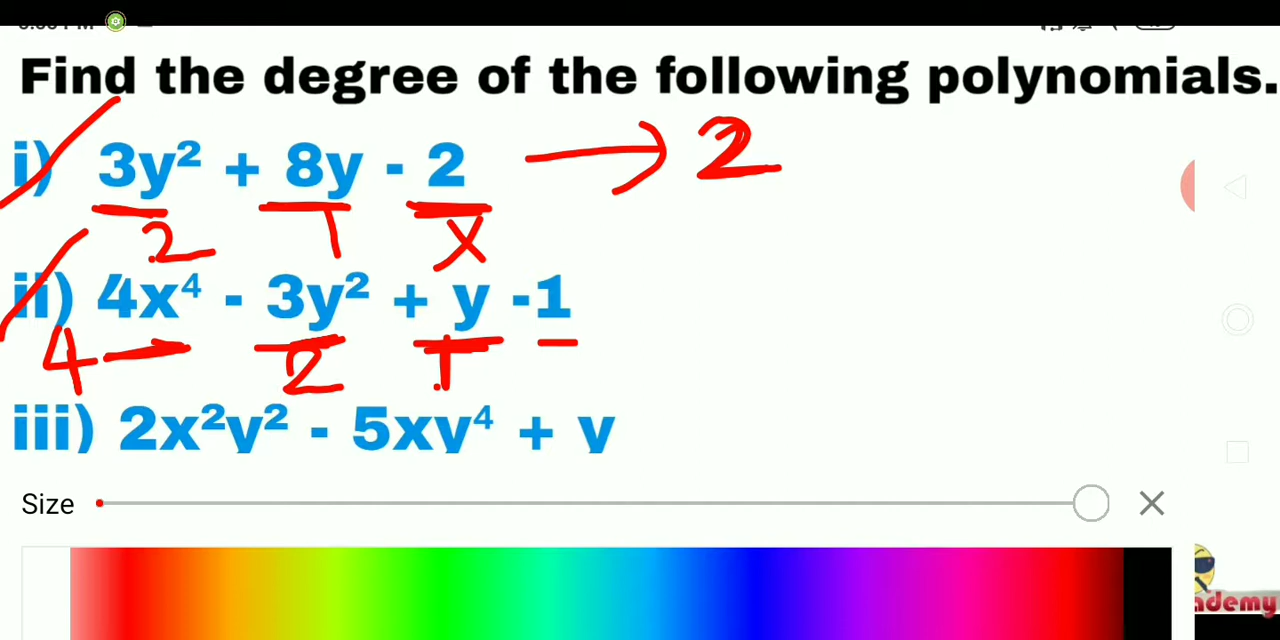 Find the degree of the following polynomials.
i) 3y² + 8y - 2 → 2
2 1 x
ii) 4x⁴ - 3y² + y -1
4 2 1
iii) 2x²y² - 5xy⁴ + y
Size
ademy